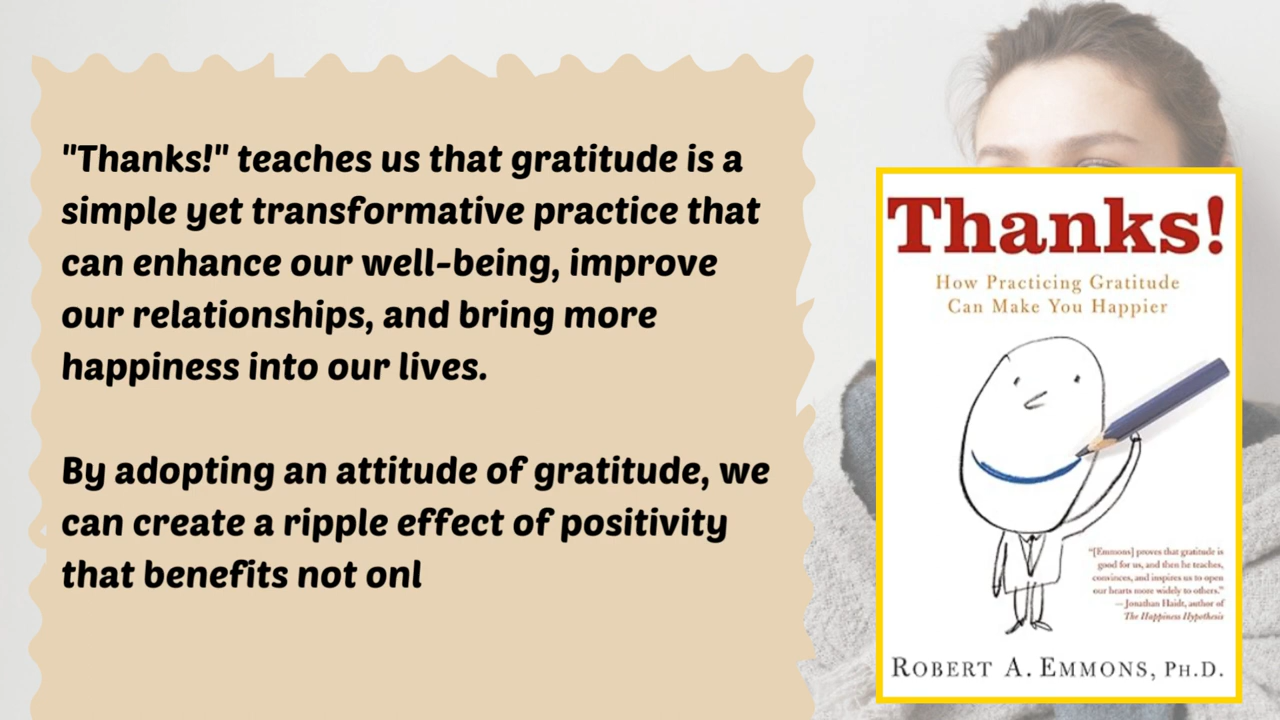 "Thanks!" teaches us that gratitude is a
simple yet transformative practice that
can enhance our well-being, improve
our relationships, and bring more
happiness into our lives.
By adopting an attitude of gratitude, we
can create a ripple effect of positivity
that benefits not onl
Thanks!
How Practicing Gratitude
Can Make You Happier
"[Emmons] proves that gratitude is
good for us, and then he teaches,
convinces, and inspires us to open
our hearts more widely to others."
—Jonathan Haidt, author of
The Happiness Hypothesis
ROBERT A. EMMONS, PH.D.